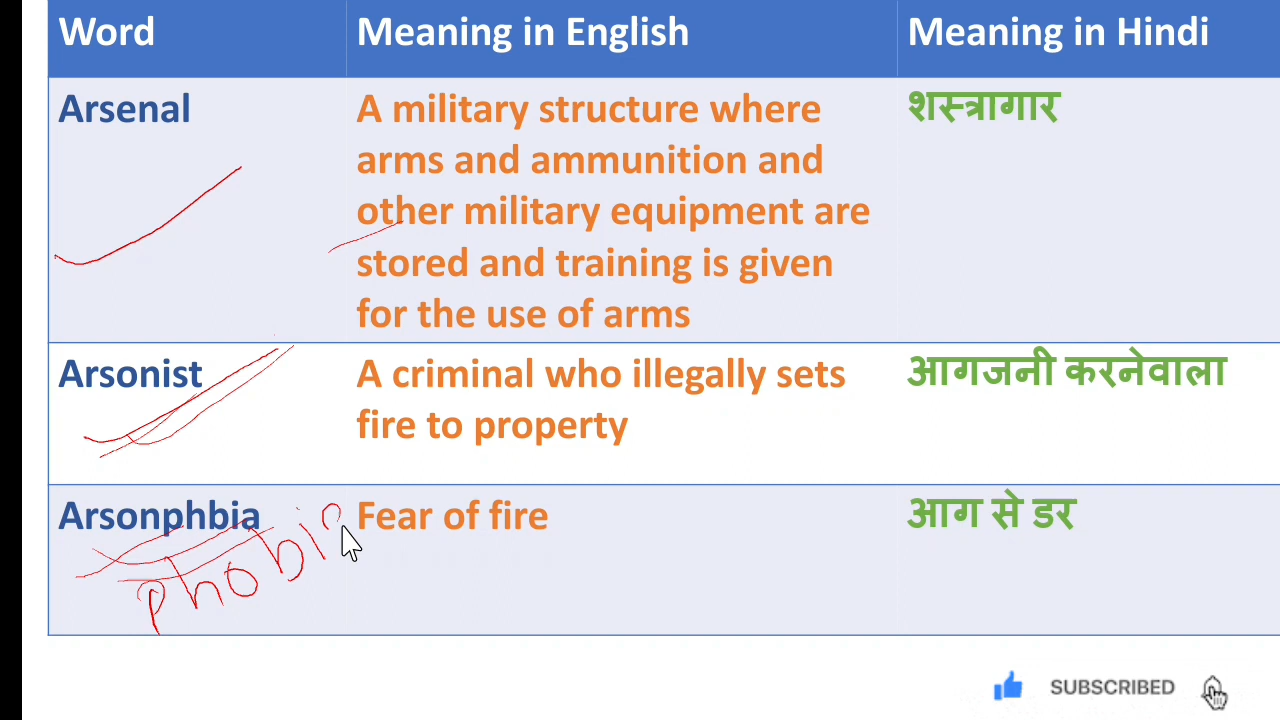 Word Meaning in English Meaning in Hindi
Arsenal A military structure where शस्त्रागार
arms and ammunition and
other military equipment are
stored and training is given
for the use of arms
Arsonist A criminal who illegally sets आगजनी करनेवाला
fire to property
Arsonphbia Fear of fire आग से डर
phobia
SUBSCRIBED